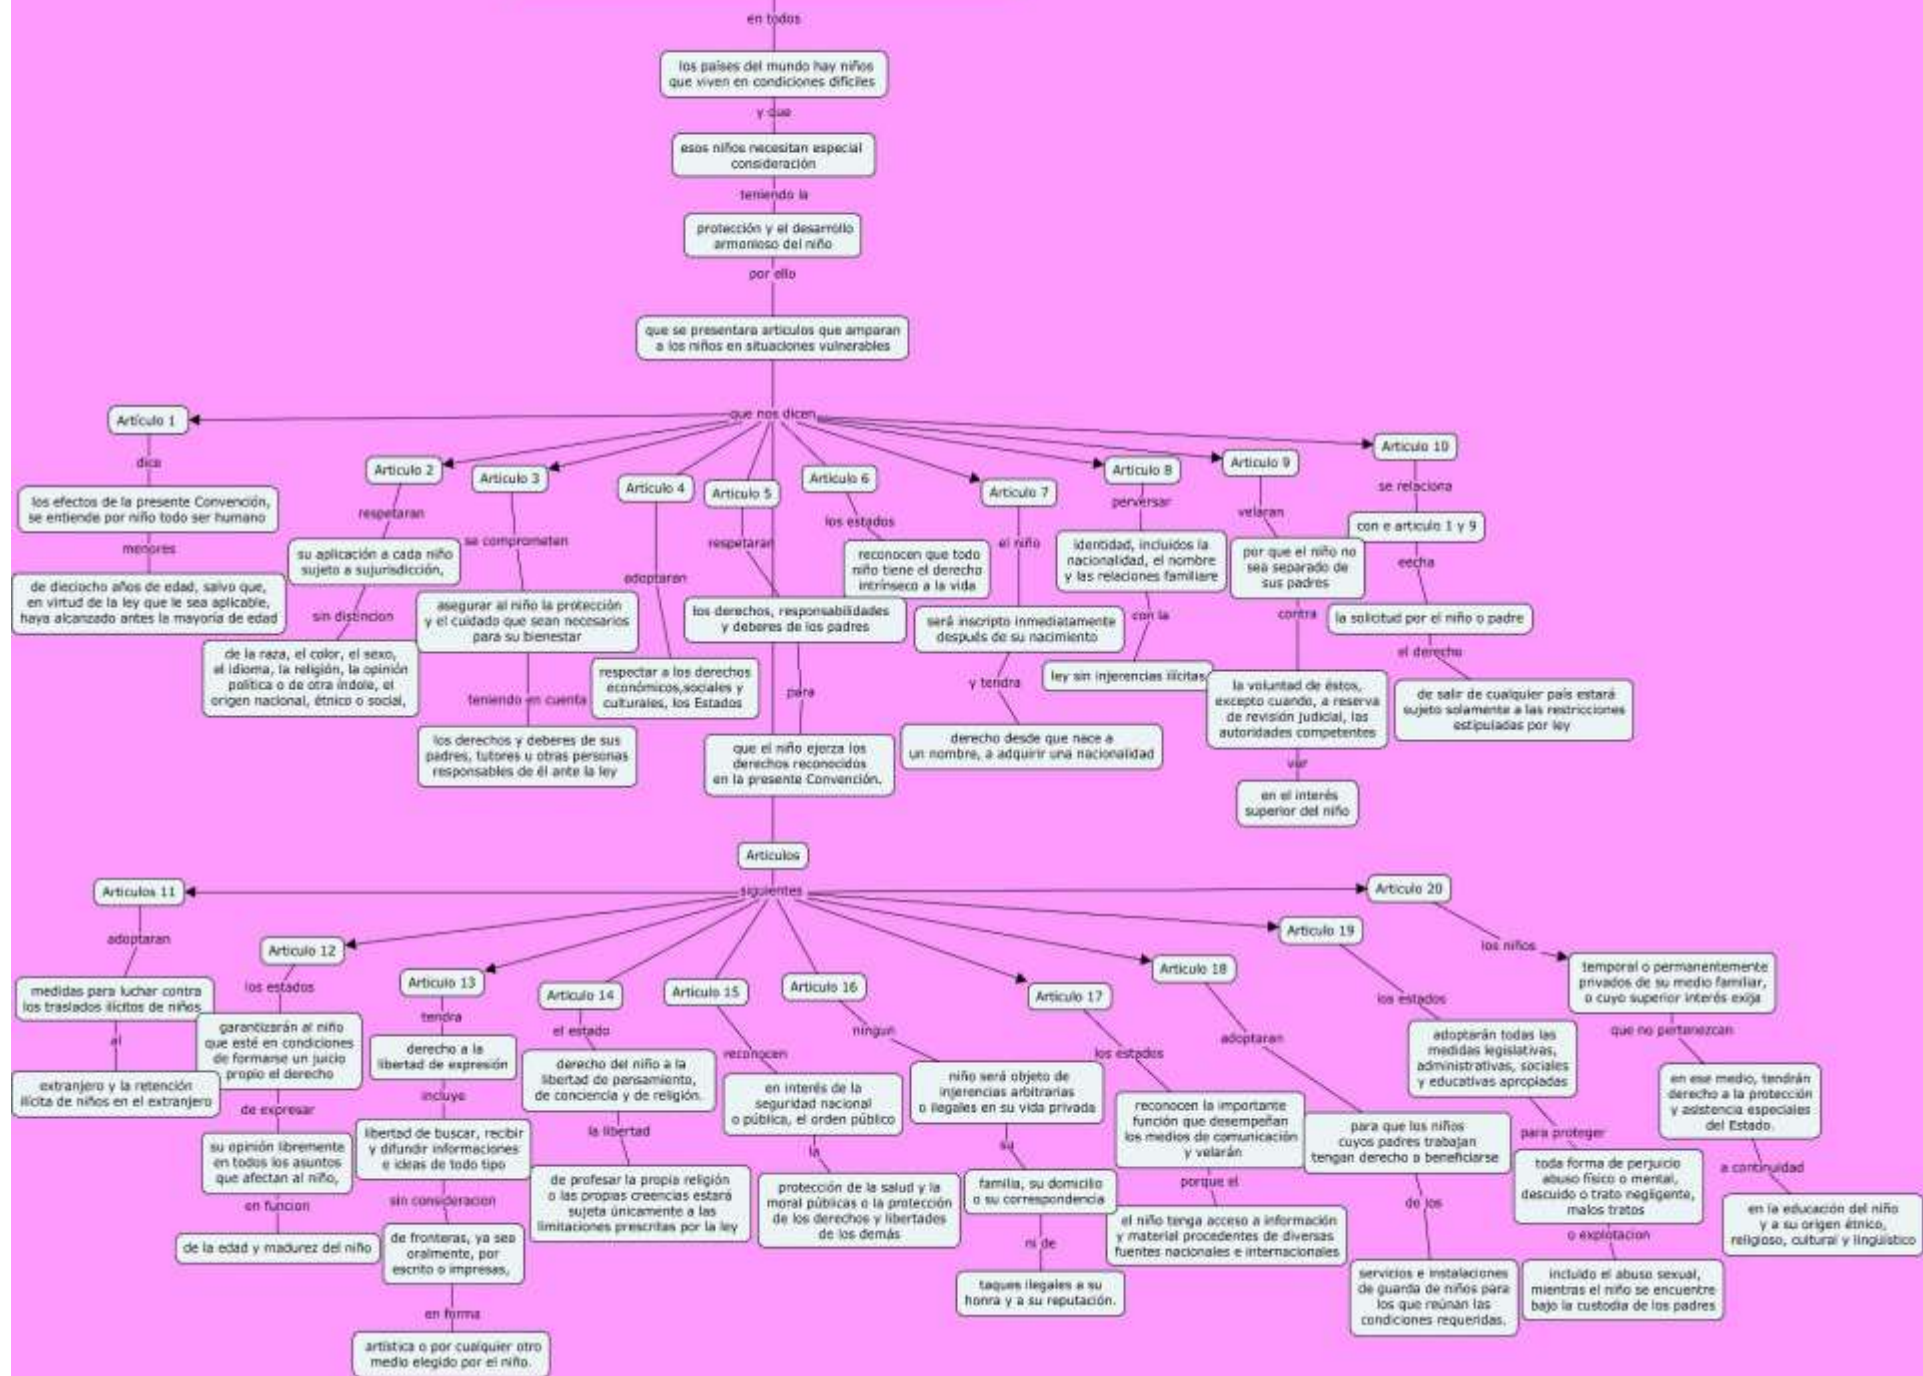 en todos
los países del mundo hay niños
que viven en condiciones dificiles
y que
esos niños necesitan especial
consideración
teniendo la
protección y el desarrollo
armonioso del niño
por ello
que se presentara articulos que amparan
a los niños en situaciones vulnerables
que nos dicen
Artículo 1
dice
los efectos de la presente Convención,
se entiende por niño todo ser humano
menores
de dieciocho años de edad, salvo que,
en virtud de la ley que le sea aplicable,
haya alcanzado antes la mayoría de edad
Articulo 2
respetaran
su aplicación a cada niño
sujeto a sujurisdicción,
sin distincion
de la raza, el color, el sexo,
el idioma, la religión, la opinión
política o de otra índole, el
origen nacional, étnico o social,
Articulo 3
se comprometen
asegurar al niño la protección
y el cuidado que sean necesarios
para su bienestar
teniendo en cuenta
los derechos y deberes de sus
padres, tutores u otras personas
responsables de él ante la ley
Articulo 4
adoptaran
respectar a los derechos
económicos,sociales y
culturales, los Estados
Articulo 5
respetaran
los derechos, responsabilidades
y deberes de los padres
para
que el niño ejerza los
derechos reconocidos
en la presente Convención.
Articulo 6
los estados
reconocen que todo
niño tiene el derecho
intrínseco a la vida
Articulo 7
el niño
será inscripto inmediatamente
después de su nacimiento
y tendra
derecho desde que nace a
un nombre, a adquirir una nacionalidad
Articulo 8
perversar
identidad, incluidos la
nacionalidad, el nombre
y las relaciones familiare
con la
ley sin injerencias ilícitas
Articulo 9
velaran
por que el niño no
sea separado de
sus padres
contra
la voluntad de éstos,
excepto cuando, a reserva
de revisión judicial, las
autoridades competentes
ver
en el interés
superior del niño
Articulo 10
se relaciona
con e articulo 1 y 9
eecha
la solicitud por el niño o padre
el derecho
de salir de cualquier país estará
sujeto solamente a las restricciones
estipuladas por ley
Articulos
siguientes
Articulos 11
adoptaran
medidas para luchar contra
los traslados ilícitos de niños
al
extranjero y la retención
ilícita de niños en el extranjero
Articulo 12
los estados
garantizarán al niño
que esté en condiciones
de formarse un juicio
propio el derecho
de expresar
su opinión libremente
en todos los asuntos
que afectan al niño,
en funcion
de la edad y madurez del niño
Articulo 13
tendra
derecho a la
libertad de expresión
incluye
libertad de buscar, recibir
y difundir informaciones
e ideas de todo tipo
sin consideracion
de fronteras, ya sea
oralmente, por
escrito o impresas,
en forma
artística o por cualquier otro
medio elegido por el niño.
Articulo 14
el estado
derecho del niño a la
libertad de pensamiento,
de conciencia y de religión.
la libertad
de profesar la propia religión
o las propias creencias estará
sujeta únicamente a las
limitaciones prescritas por la ley
Articulo 15
reconocen
en interés de la
seguridad nacional
o pública, el orden público
la
protección de la salud y la
moral públicas o la protección
de los derechos y libertades
de los demás
Articulo 16
ningun
niño será objeto de
injerencias arbitrarias
o ilegales en su vida privada
su
familia, su domicilio
o su correspondencia
ni de
taques ilegales a su
honra y a su reputación.
Articulo 17
los estados
reconocen la importante
función que desempeñan
los medios de comunicación
y velarán
porque el
el niño tenga acceso a información
y material procedentes de diversas
fuentes nacionales e internacionales
Articulo 18
adoptaran
para que los niños
cuyos padres trabajan
tengan derecho a beneficiarse
de los
servicios e instalaciones
de guarda de niños para
los que reúnan las
condiciones requeridas.
Articulo 19
los estados
adoptarán todas las
medidas legislativas,
administrativas, sociales
y educativas apropiadas
para proteger
toda forma de perjuicio
abuso físico o mental,
descuido o trato negligente,
malos tratos
o explotacion
incluido el abuso sexual,
mientras el niño se encuentre
bajo la custodia de los padres
Articulo 20
los niños
temporal o permanentemente
privados de su medio familiar,
o cuyo superior interés exija
que no pertenezcan
en ese medio, tendrán
derecho a la protección
y asistencia especiales
del Estado.
a continuidad
en la educación del niño
y a su origen étnico,
religioso, cultural y lingüístico